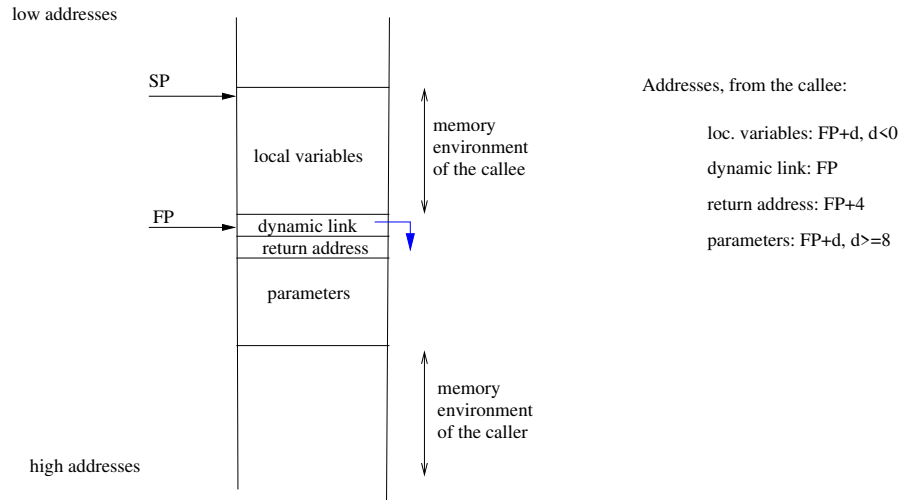 low addresses
SP
Addresses, from the callee:
memory
environment
of the callee
loc. variables: FP+d, d<0
local variables
dynamic link: FP
return address: FP+4
FP
dynamic link
return address
parameters: FP+d, d>=8
parameters
memory
environment
of the caller
high addresses